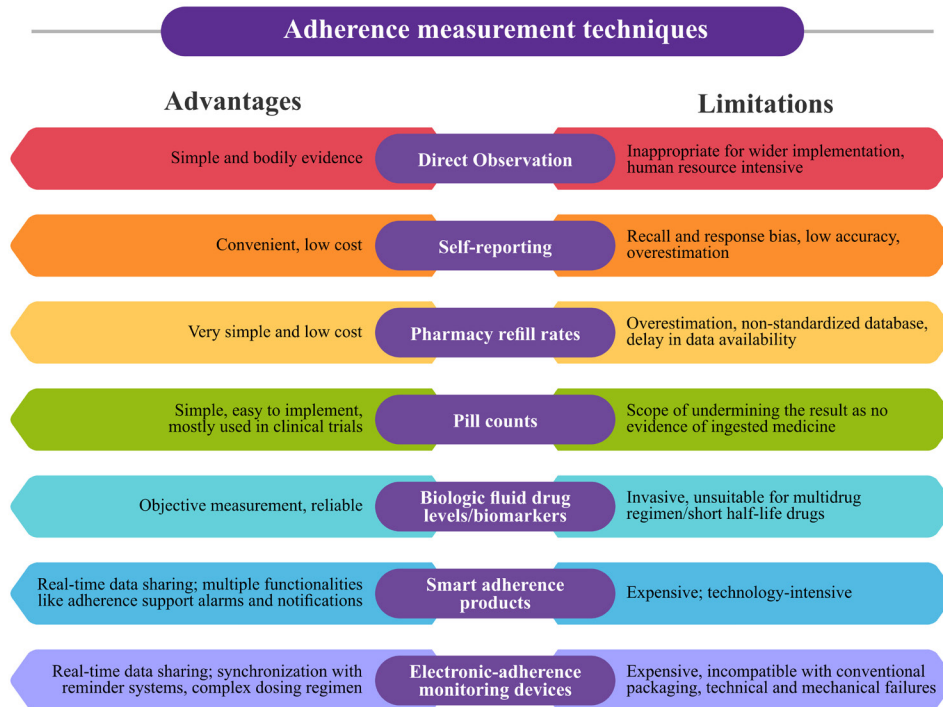 Adherence measurement techniques
Advantages
Limitations
Simple and bodily evidence
Direct Observation
Inappropriate for wider implementation,
human resource intensive
Convenient, low cost
Self-reporting
Recall and response bias, low accuracy,
overestimation
Very simple and low cost
Pharmacy refill rates
Overestimation, non-standardized database,
delay in data availability
Simple, easy to implement,
mostly used in clinical trials
Pill counts
Scope of undermining the result as no
evidence of ingested medicine
Objective measurement, reliable
Biologic fluid drug
levels/biomarkers
Invasive, unsuitable for multidrug
regimen/short half-life drugs
Real-time data sharing; multiple functionalities
like adherence support alarms and notifications
Smart adherence
products
Expensive; technology-intensive
Real-time data sharing; synchronization with
reminder systems, complex dosing regimen
Electronic-adherence
monitoring devices
Expensive, incompatible with conventional
packaging, technical and mechanical failures